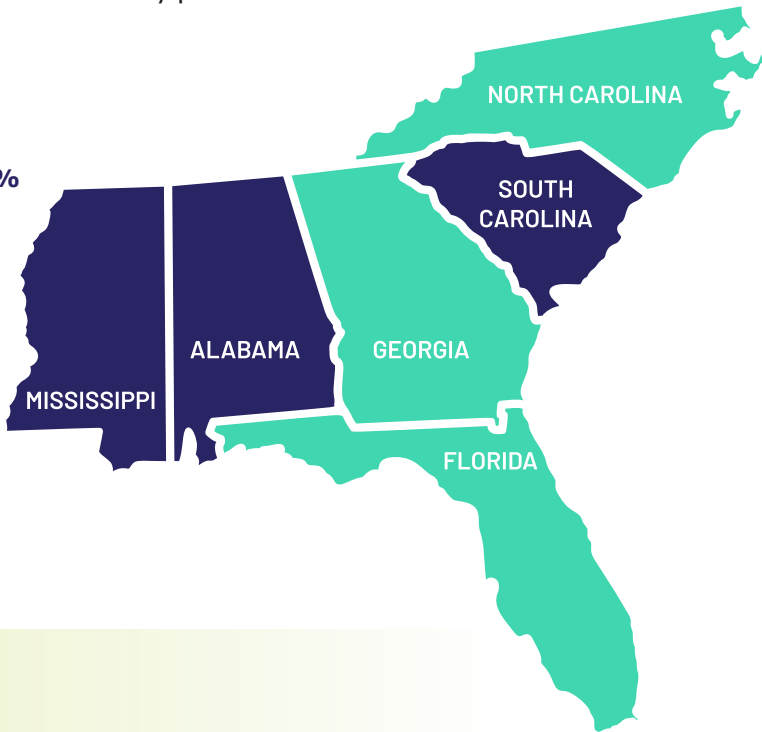 %
NORTH CAROLINA
SOUTH
CAROLINA
ALABAMA
GEORGIA
MISSISSIPPI
FLORIDA